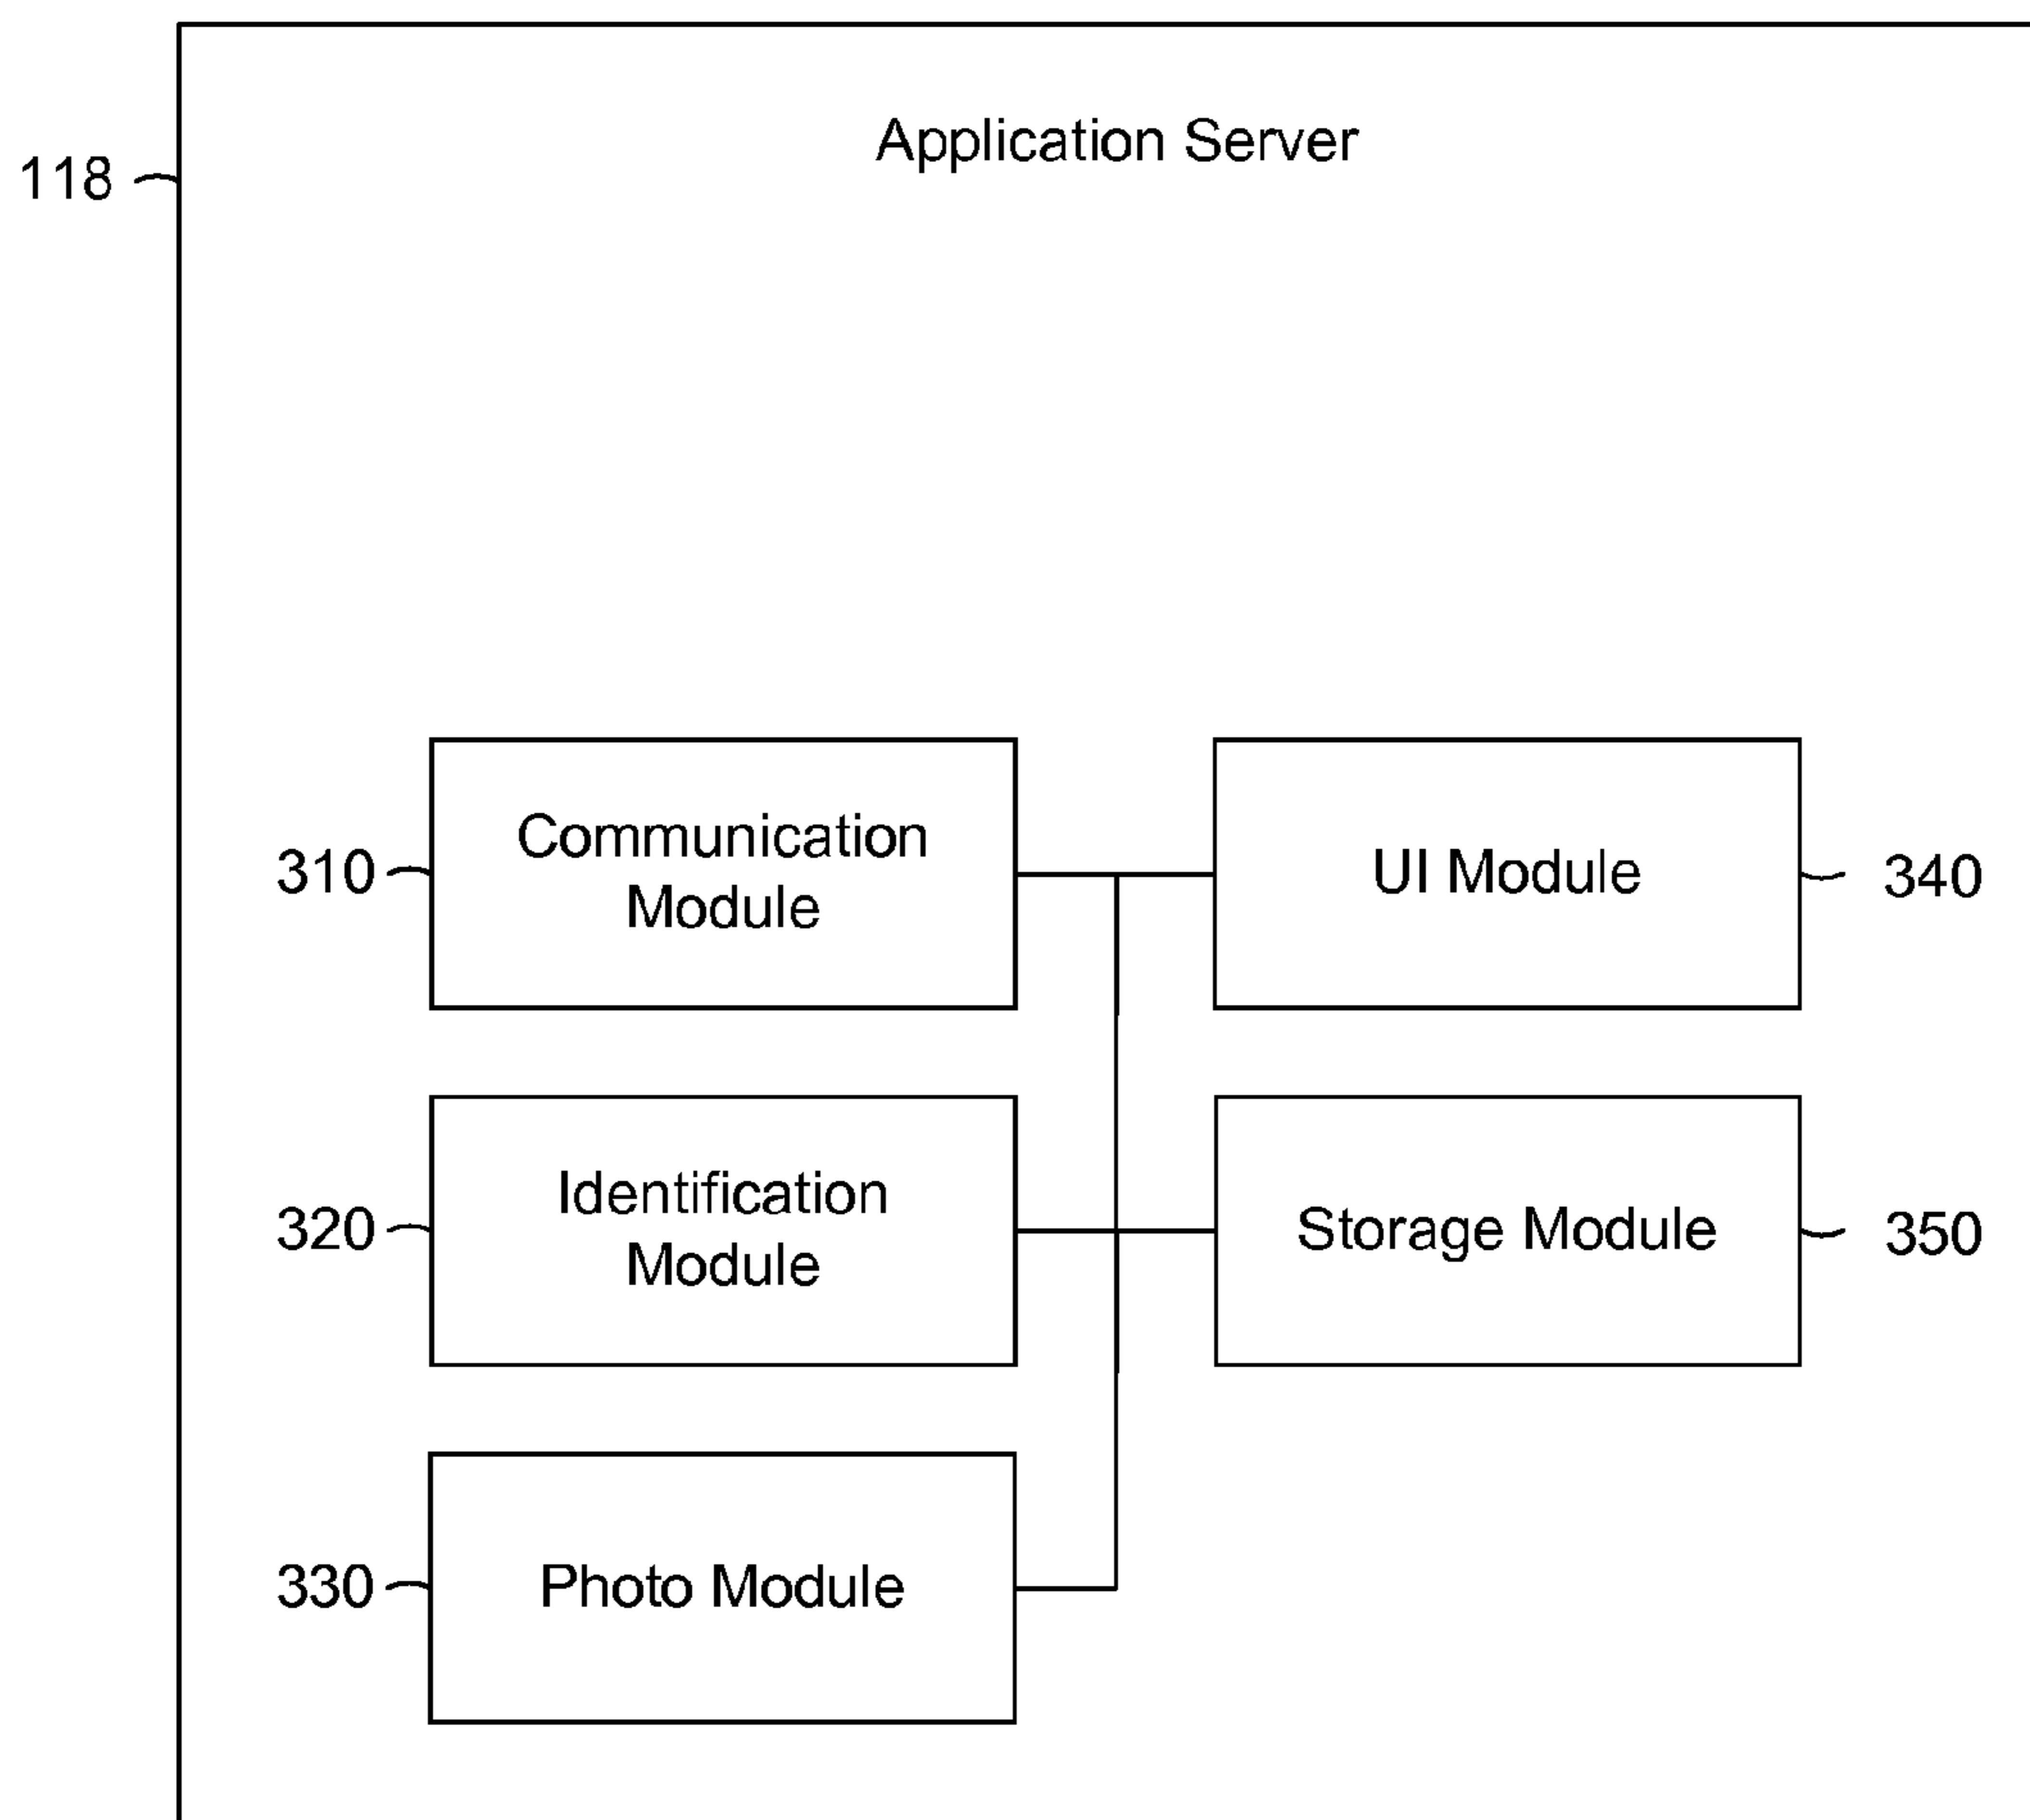 Application Server
118
Communication
Module
310
UI Module
340
Identification
Module
320
Storage Module
350
Photo Module
330